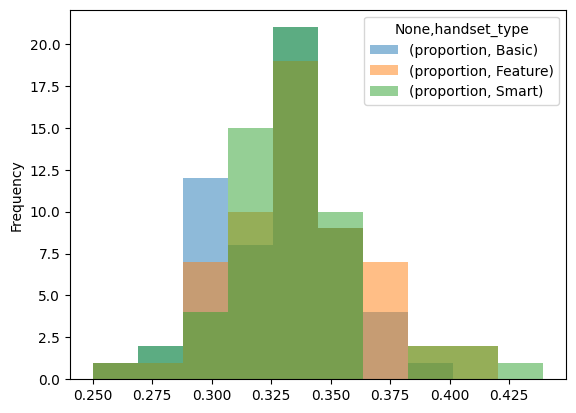 None,handset_type
(proportion, Basic)
(proportion, Feature)
(proportion, Smart)
Frequency
20.0
17.5
15.0
12.5
10.0
7.5
5.0
2.5
0.0
0.250 0.275 0.300 0.325 0.350 0.375 0.400 0.425